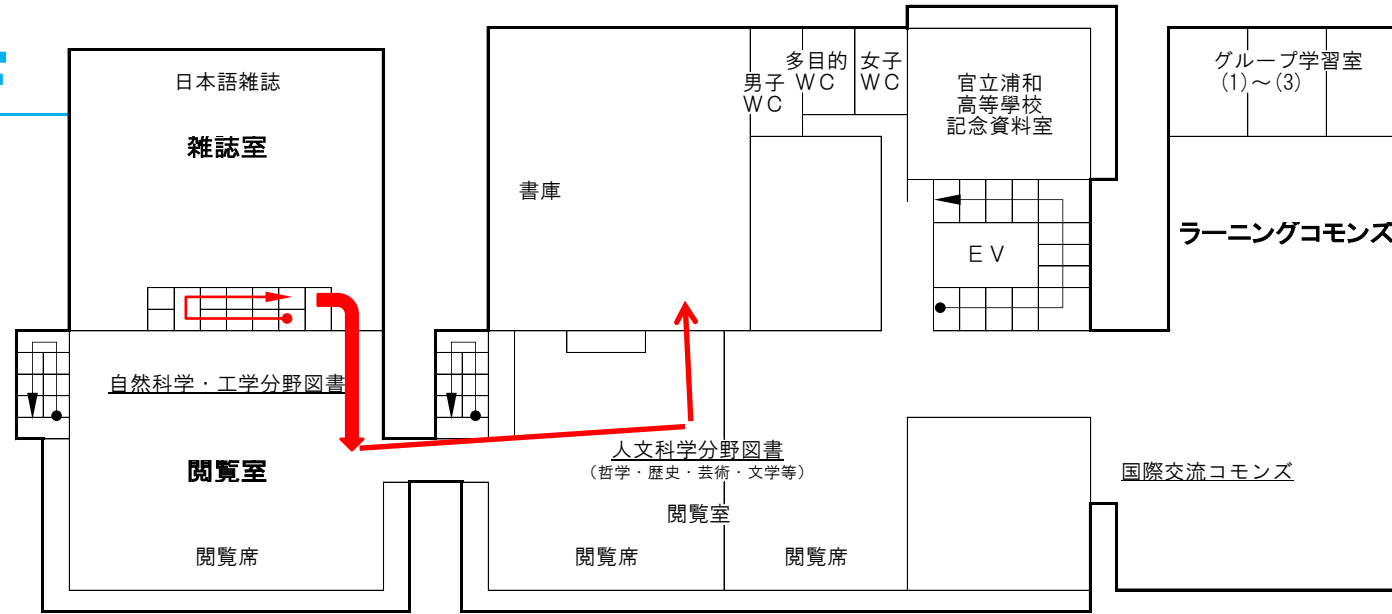 日本語雑誌
雑誌室
自然科学・工学分野図書
閲覧室
閲覧席
書庫
男子
WC
多目的
WC
女子
WC
官立浦和
高等學校
記念資料室
EV
人文科学分野図書
(哲学・歴史・芸術・文学等)
閲覧室
閲覧席
閲覧席
グループ学習室
(1)～(3)
ラーニングコモンズ
国際交流コモンズ